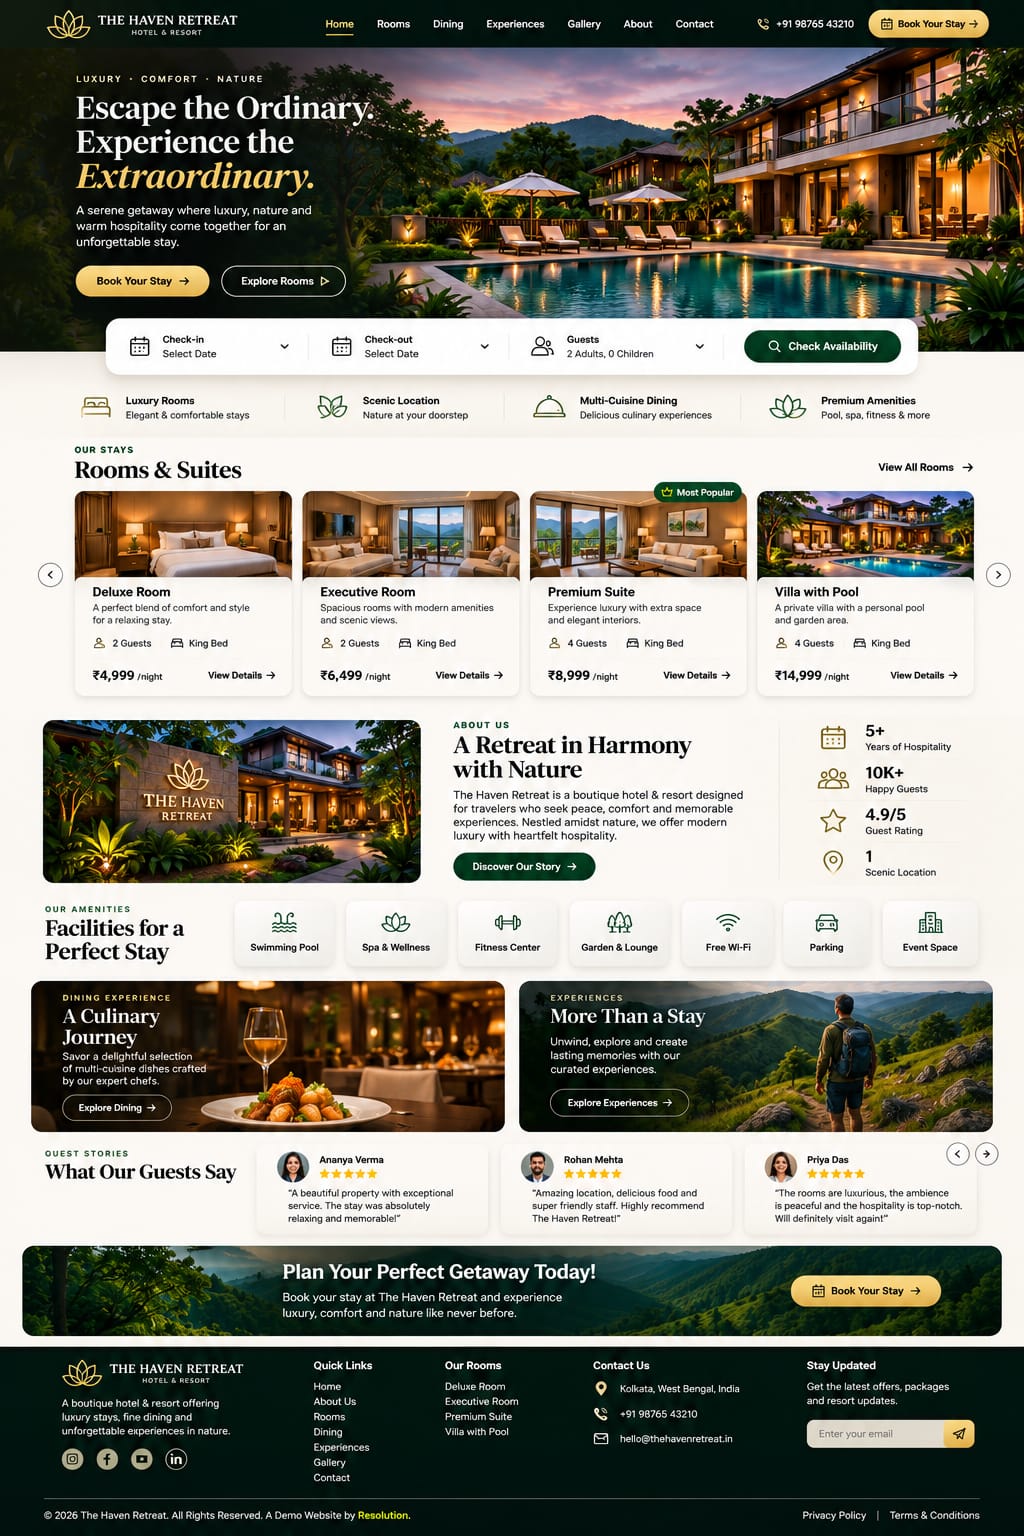 THE HAVEN RETREAT
HOTEL & RESORT
Home
Rooms
Dining
Experiences
Gallery
About
Contact
+91 98765 43210
Book Your Stay →
LUXURY · COMFORT · NATURE
Escape the Ordinary.
Experience the
Extraordinary.
A serene getaway where luxury, nature and
warm hospitality come together for an
unforgettable stay.
Book Your Stay →
Explore Rooms
Check-in
Select Date
Check-out
Select Date
Guests
2 Adults, 0 Children
Check Availability
Luxury Rooms
Elegant & comfortable stays
Scenic Location
Nature at your doorstep
Multi-Cuisine Dining
Delicious culinary experiences
Premium Amenities
Pool, spa, fitness & more
OUR STAYS
Rooms & Suites
View All Rooms →
Deluxe Room
A perfect blend of comfort and style
for a relaxing stay.
2 Guests
King Bed
₹4,999 /night
View Details →
Executive Room
Spacious rooms with modern amenities
and scenic views.
2 Guests
King Bed
₹6,499 /night
View Details →
Most Popular
Premium Suite
Experience luxury with extra space
and elegant interiors.
4 Guests
King Bed
₹8,999 /night
View Details →
Villa with Pool
A private villa with a personal pool
and garden area.
4 Guests
King Bed
₹14,999 /night
View Details →
THE HAVEN
RETREAT
ABOUT US
A Retreat in Harmony
with Nature
The Haven Retreat is a boutique hotel & resort designed
for travelers who seek peace, comfort and memorable
experiences. Nestled amidst nature, we offer modern
luxury with heartfelt hospitality.
Discover Our Story →
5+
Years of Hospitality
10K+
Happy Guests
4.9/5
Guest Rating
1
Scenic Location
OUR AMENITIES
Facilities for a
Perfect Stay
Swimming Pool
Spa & Wellness
Fitness Center
Garden & Lounge
Free Wi-Fi
Parking
Event Space
DINING EXPERIENCE
A Culinary
Journey
Savor a delightful selection
of multi-cuisine dishes crafted
by our expert chefs.
Explore Dining →
EXPERIENCES
More Than a Stay
Unwind, explore and create
lasting memories with our
curated experiences.
Explore Experiences →
GUEST STORIES
What Our Guests Say
Ananya Verma
"A beautiful property with exceptional
service. The stay was absolutely
relaxing and memorable!"
Rohan Mehta
"Amazing location, delicious food and
super friendly staff. Highly recommend
The Haven Retreat!"
Priya Das
"The rooms are luxurious, the ambience
is peaceful and the hospitality is top-notch.
Will definitely visit again!"
Plan Your Perfect Getaway Today!
Book your stay at The Haven Retreat and experience
luxury, comfort and nature like never before.
Book Your Stay →
THE HAVEN RETREAT
HOTEL & RESORT
A boutique hotel & resort offering
luxury stays, fine dining and
unforgettable experiences in nature.
Quick Links
Home
About Us
Rooms
Dining
Experiences
Gallery
Contact
Our Rooms
Deluxe Room
Executive Room
Premium Suite
Villa with Pool
Contact Us
Kolkata, West Bengal, India
+91 98765 43210
hello@thehavenretreat.in
Stay Updated
Get the latest offers, packages
and resort updates.
Enter your email
© 2026 The Haven Retreat. All Rights Reserved. A Demo Website by Resolution.
Privacy Policy | Terms & Conditions